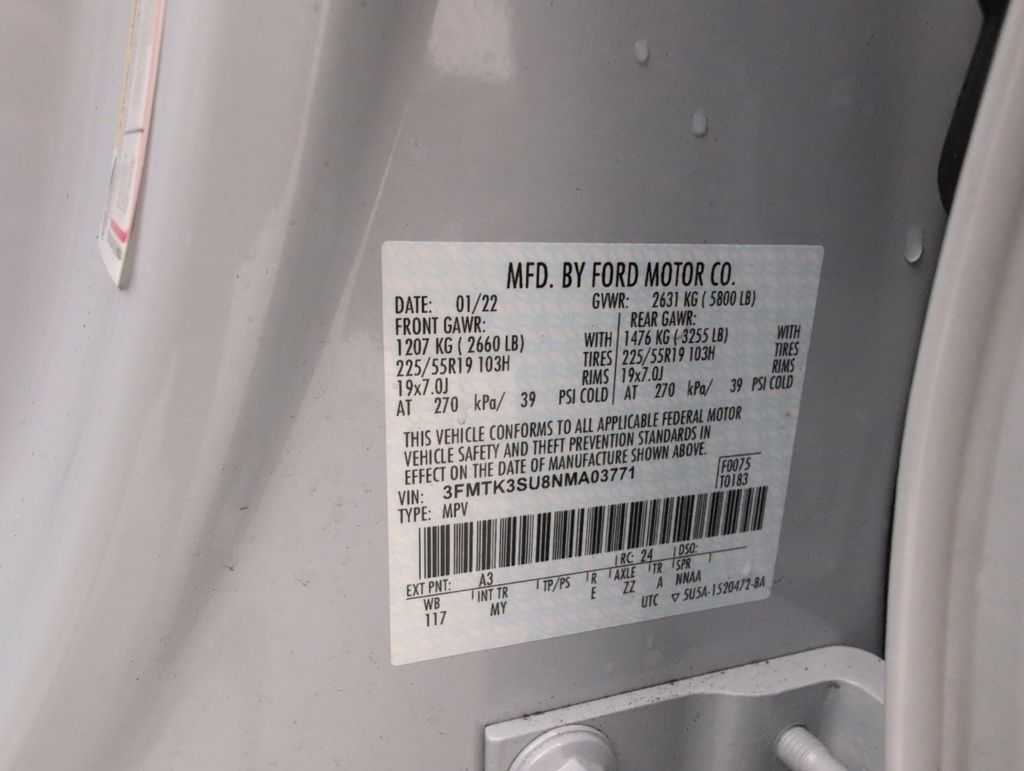 MFD. BY FORD MOTOR CO.
DATE: 01/22 GVWR: 2631 KG ( 5800 LB)
FRONT GAWR: REAR GAWR:
1207 KG ( 2660 LB) WITH 1476 KG ( 3255 LB) WITH
225/55R19 103H TIRES 225/55R19 103H TIRES
19x7.0J RIMS 19x7.0J RIMS
AT 270 kPa/ 39 PSI COLD AT 270 kPa/ 39 PSI COLD
THIS VEHICLE CONFORMS TO ALL APPLICABLE FEDERAL MOTOR
VEHICLE SAFETY AND THEFT PREVENTION STANDARDS IN
EFFECT ON THE DATE OF MANUFACTURE SHOWN ABOVE.
VIN: 3FMTK3SU8NMA03771 F0075
TYPE: MPV T0183
EXT PNT: A3 RC: 24 DSO:
WB INT TR TP/PS R AXLE TR SPR
117 MY E ZZ A NNAA
UTC ▽ 5U5A-1520472-BA